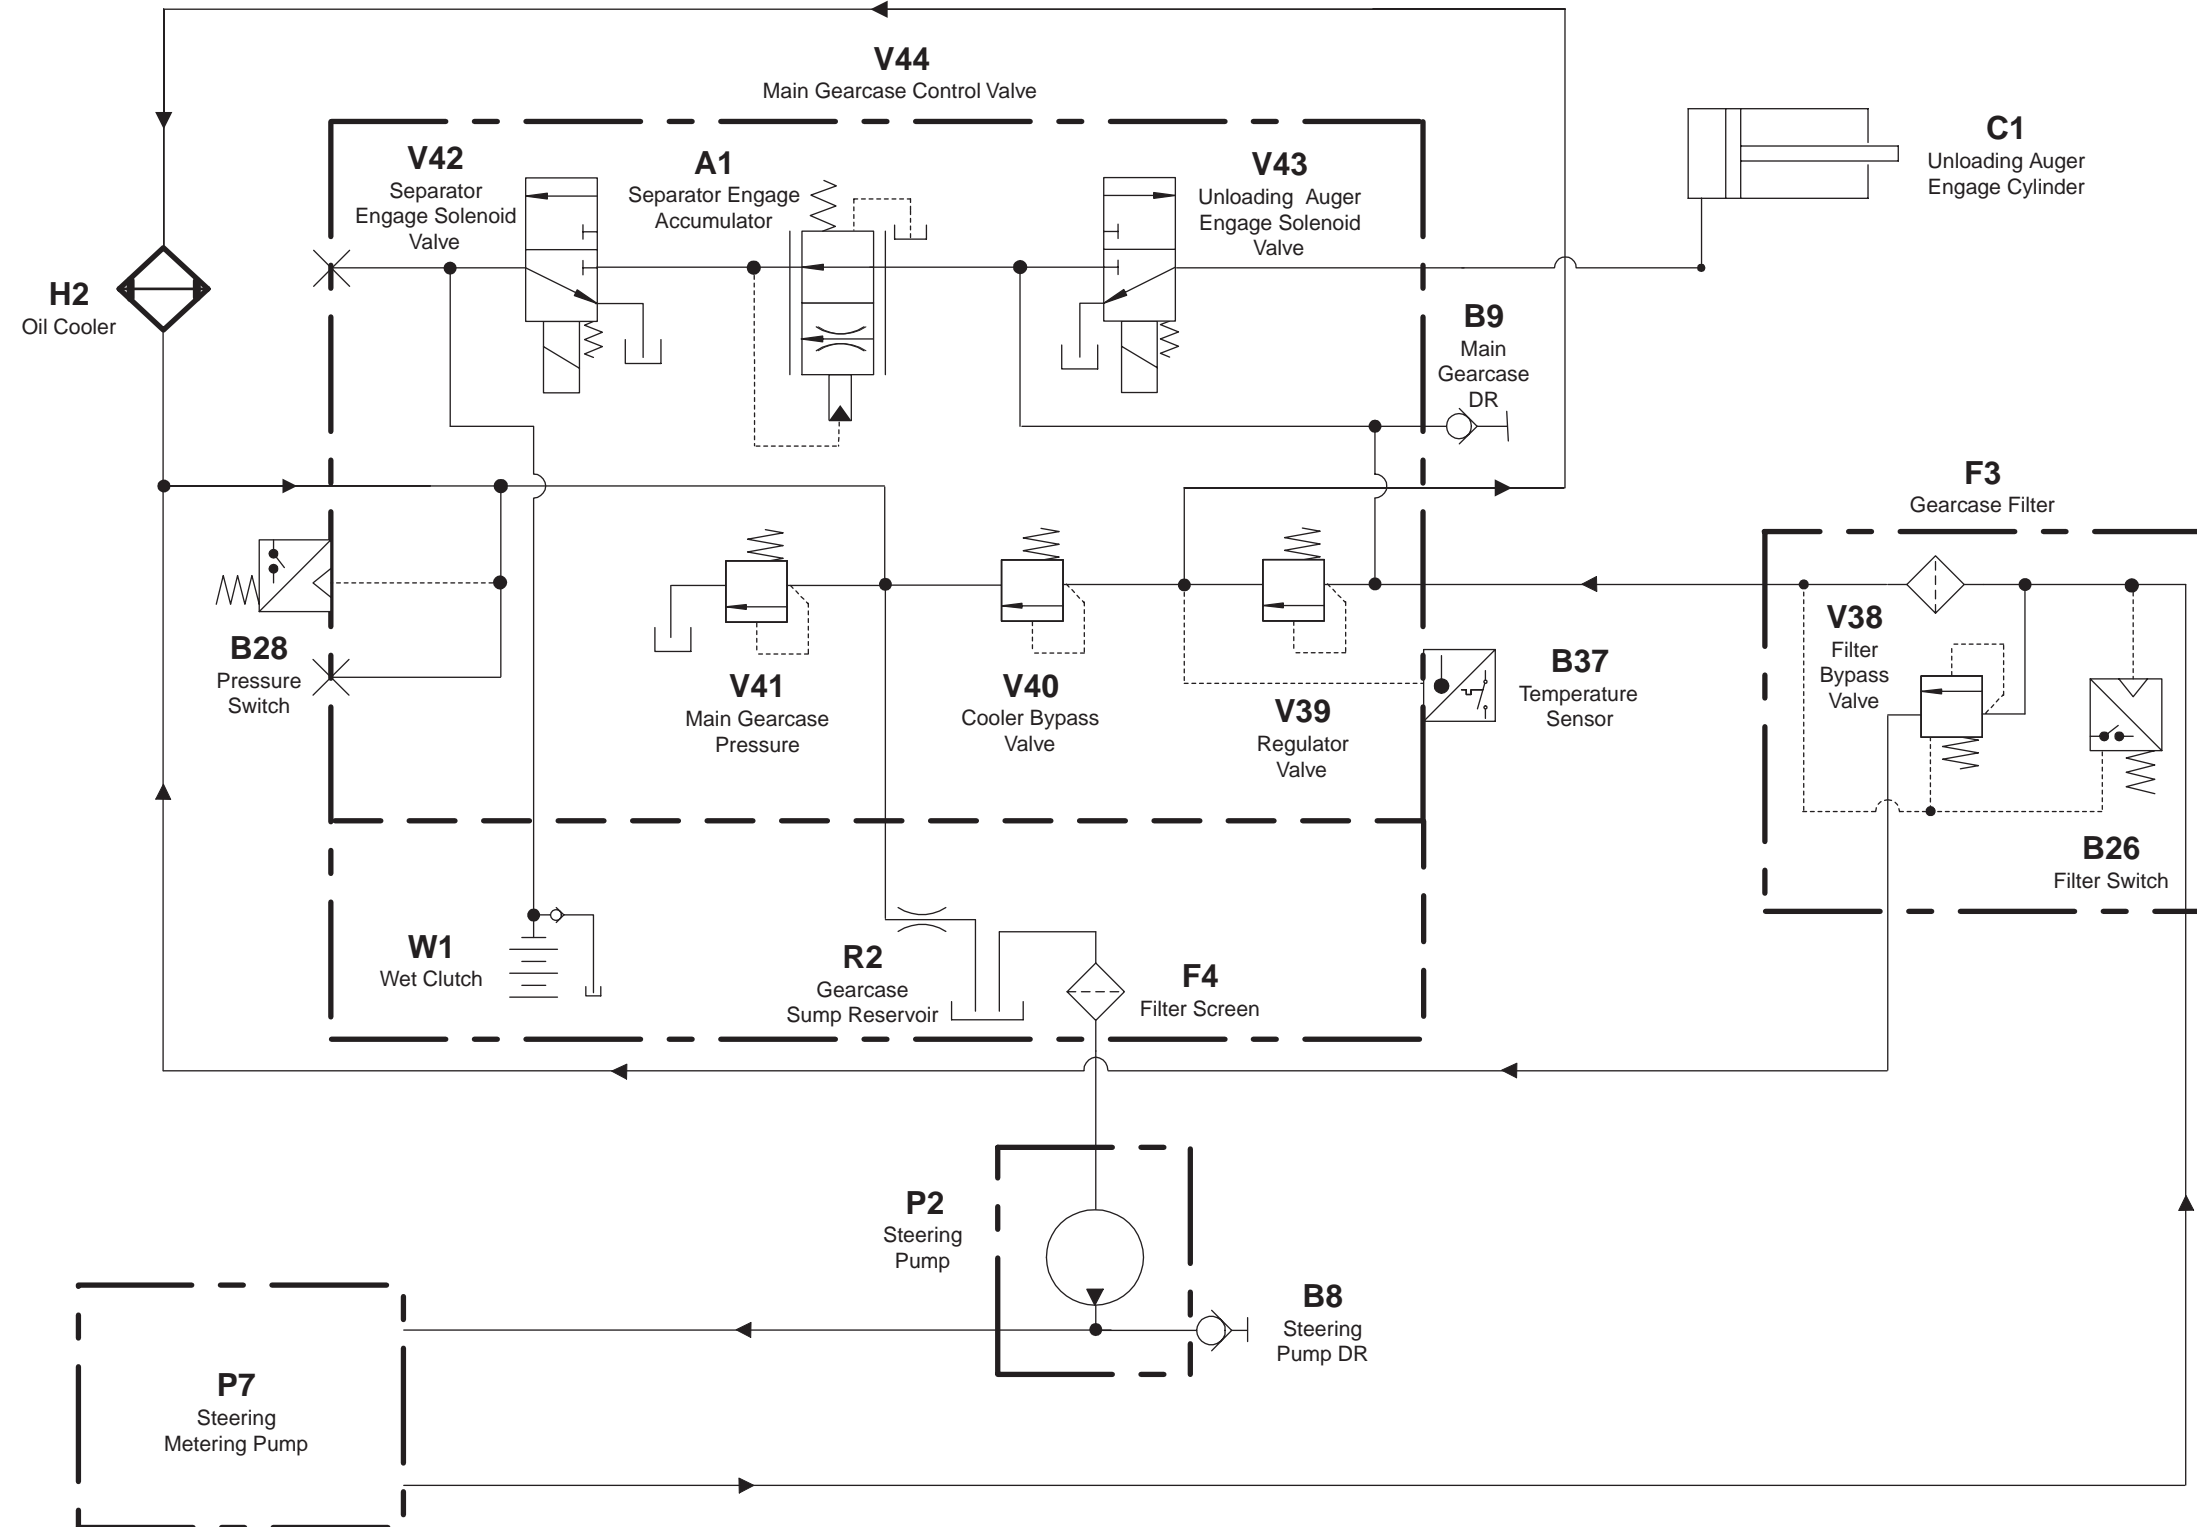 V44
Main Gearcase Control Valve
V42
Separator
Engage Solenoid
Valve
A1
Separator Engage
Accumulator
V43
Unloading Auger
Engage Solenoid
Valve
C1
Unloading Auger
Engage Cylinder
H2
Oil Cooler
B9
Main
Gearcase
DR
F3
Gearcase Filter
B28
Pressure
Switch
V41
Main Gearcase
Pressure
V40
Cooler Bypass
Valve
V39
Regulator
Valve
B37
Temperature
Sensor
V38
Filter
Bypass
Valve
B26
Filter Switch
W1
Wet Clutch
R2
Gearcase
Sump Reservoir
F4
Filter Screen
P2
Steering
Pump
B8
Steering
Pump DR
P7
Steering
Metering Pump